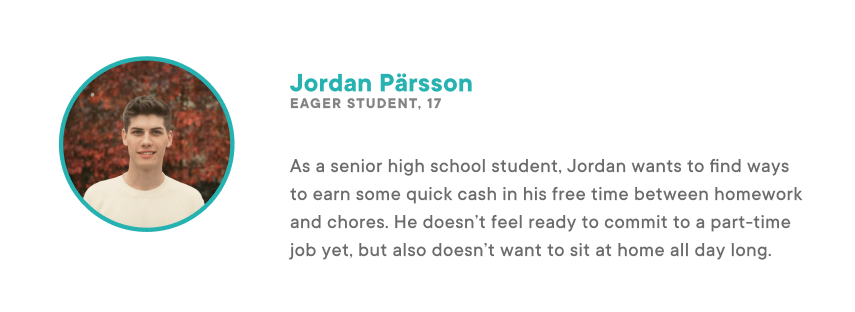 Jordan Pärsson
EAGER STUDENT, 17
As a senior high school student, Jordan wants to find ways
to earn some quick cash in his free time between homework
and chores. He doesn’t feel ready to commit to a part-time
job yet, but also doesn’t want to sit at home all day long.